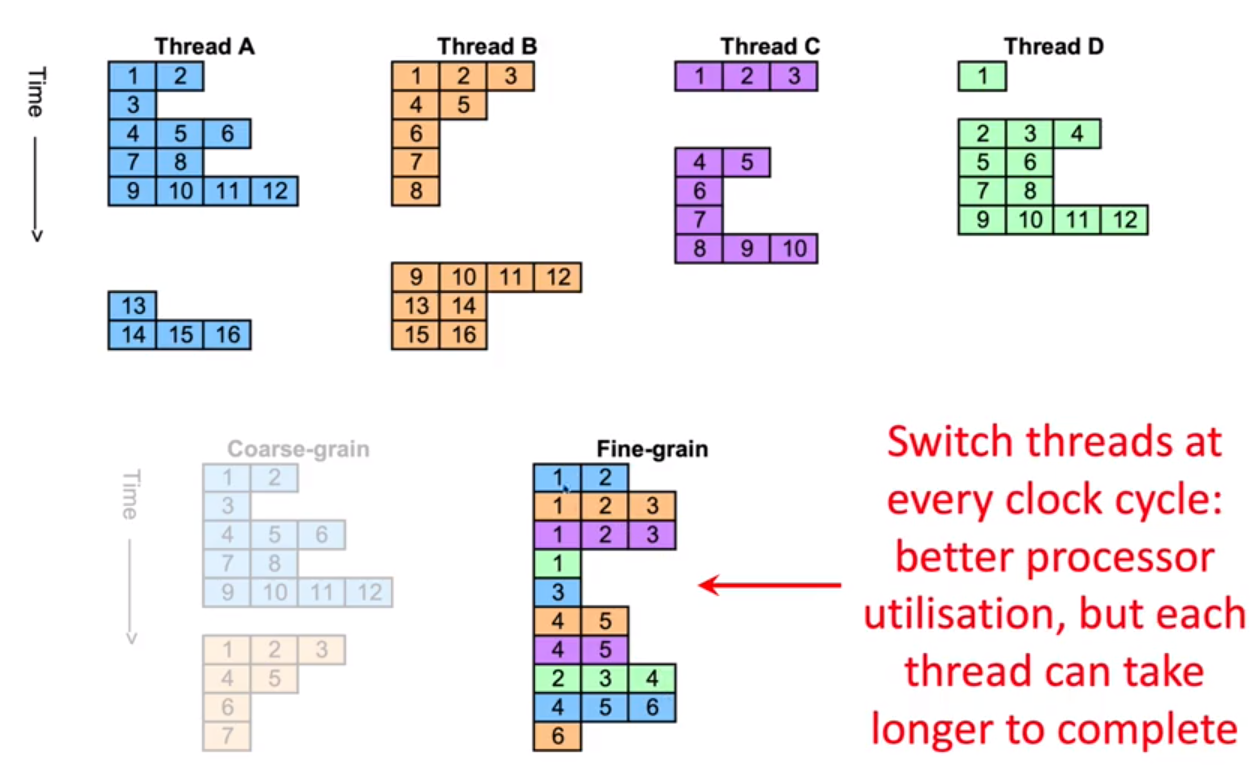 Thread A Thread B Thread C Thread D
Time
1 2 1 2 3 1 2 3 1
3 4 5
4 5 6 6 2 3 4
7 8 7 4 5 5 6
9 10 11 12 8 6 7 8
7 9 10 11 12
8 9 10
9 10 11 12
13 13 14
14 15 16 15 16
Coarse-grain Fine-grain
Time
1 2
3
4 5 6
7 8
9 10 11 12
1 2 3
4 5
6
7
1 2
1 2 3
1 2 3
1
3
4 5
4 5
2 3 4
4 5 6
6
Switch threads at
every clock cycle:
better processor
utilisation, but each
thread can take
longer to complete